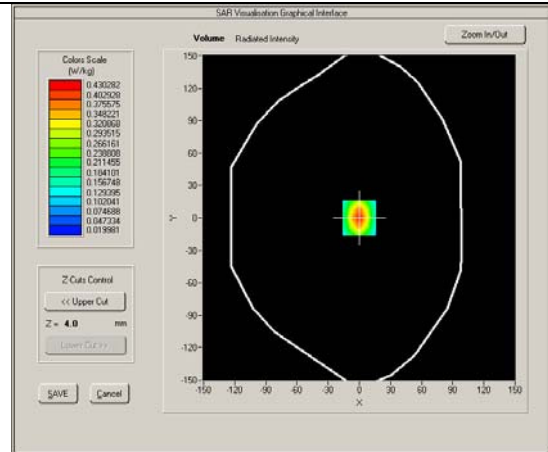 SAR Visualisation Graphical Interface
Volume Radiated Intensity
Zoom In/Out
Colors Scale
(W/kg)
0.430282
0.402928
0.375575
0.348221
0.320868
0.293515
0.266161
0.238808
0.211455
0.184101
0.156748
0.129395
0.102041
0.074688
0.047334
0.019981
Z Cuts Control
<< Upper Cut
Z = 4.0 mm
Lower Cut >>
SAVE
Cancel
150
120
90
60
30
0
-30
-60
-90
-120
-150
Y
-150 -120 -90 -60 -30 0 30 60 90 120 150
X